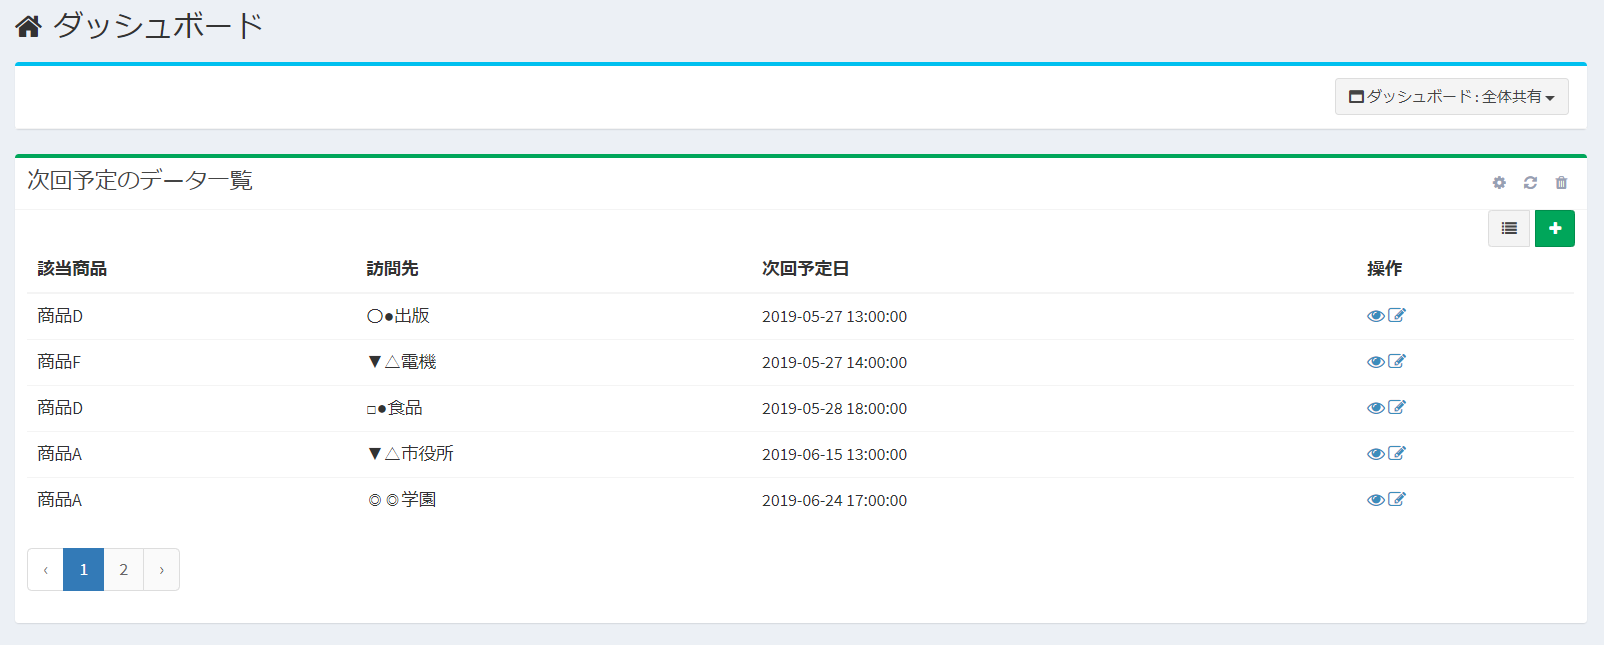 ダッシュボード
ダッシュボード : 全体共有
次回予定のデータ一覧
該当商品 訪問先 次回予定日 操作
商品D 〇●出版 2019-05-27 13:00:00
商品F ▼△電機 2019-05-27 14:00:00
商品D □●食品 2019-05-28 18:00:00
商品A ▼△市役所 2019-06-15 13:00:00
商品A ◎◎学園 2019-06-24 17:00:00
‹ 1 2 ›